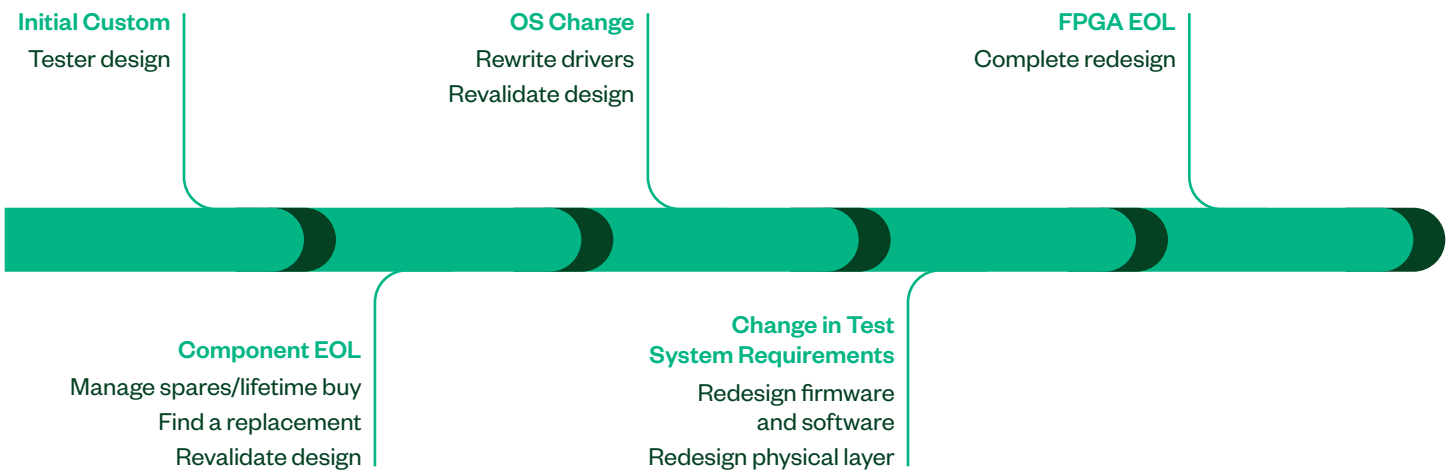 Initial Custom
Tester design
OS Change
Rewrite drivers
Revalidate design
FPGA EOL
Complete redesign
Component EOL
Manage spares/lifetime buy
Find a replacement
Revalidate design
Change in Test
System Requirements
Redesign firmware
and software
Redesign physical layer